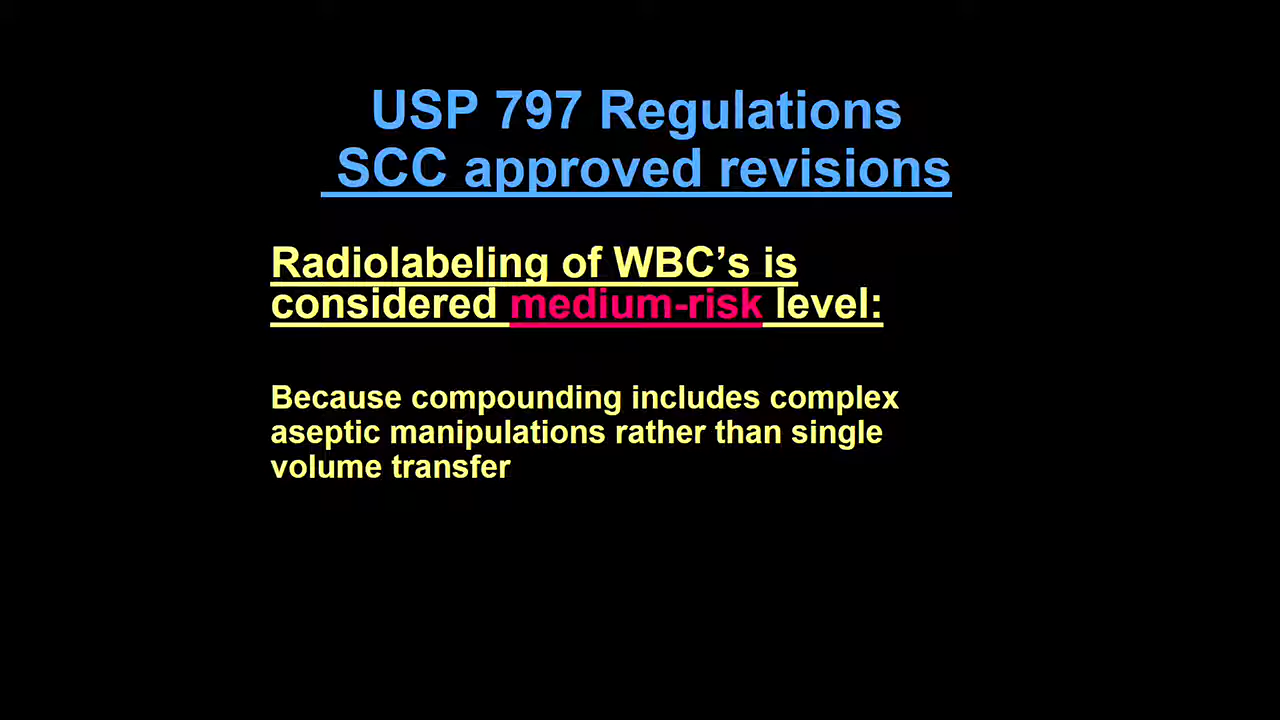 USP 797 Regulations
SCC approved revisions
Radiolabeling of WBC’s is
considered medium-risk level:
Because compounding includes complex
aseptic manipulations rather than single
volume transfer